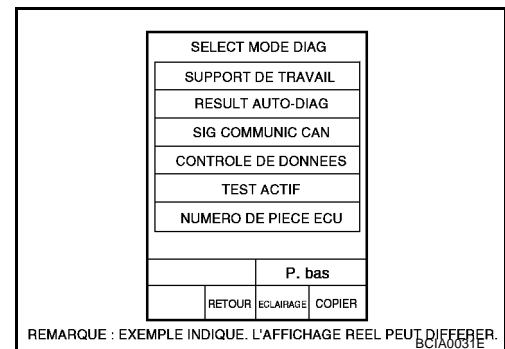 SELECT MODE DIAG
SUPPORT DE TRAVAIL
RESULT AUTO-DIAG
SIG COMMUNIC CAN
CONTROLE DE DONNEES
TEST ACTIF
NUMERO DE PIECE ECU
P. bas
RETOUR ECLAIRAGE COPIER
REMARQUE : EXEMPLE INDIQUE. L'AFFICHAGE REEL PEUT DIFFERER.
BCIA0031E